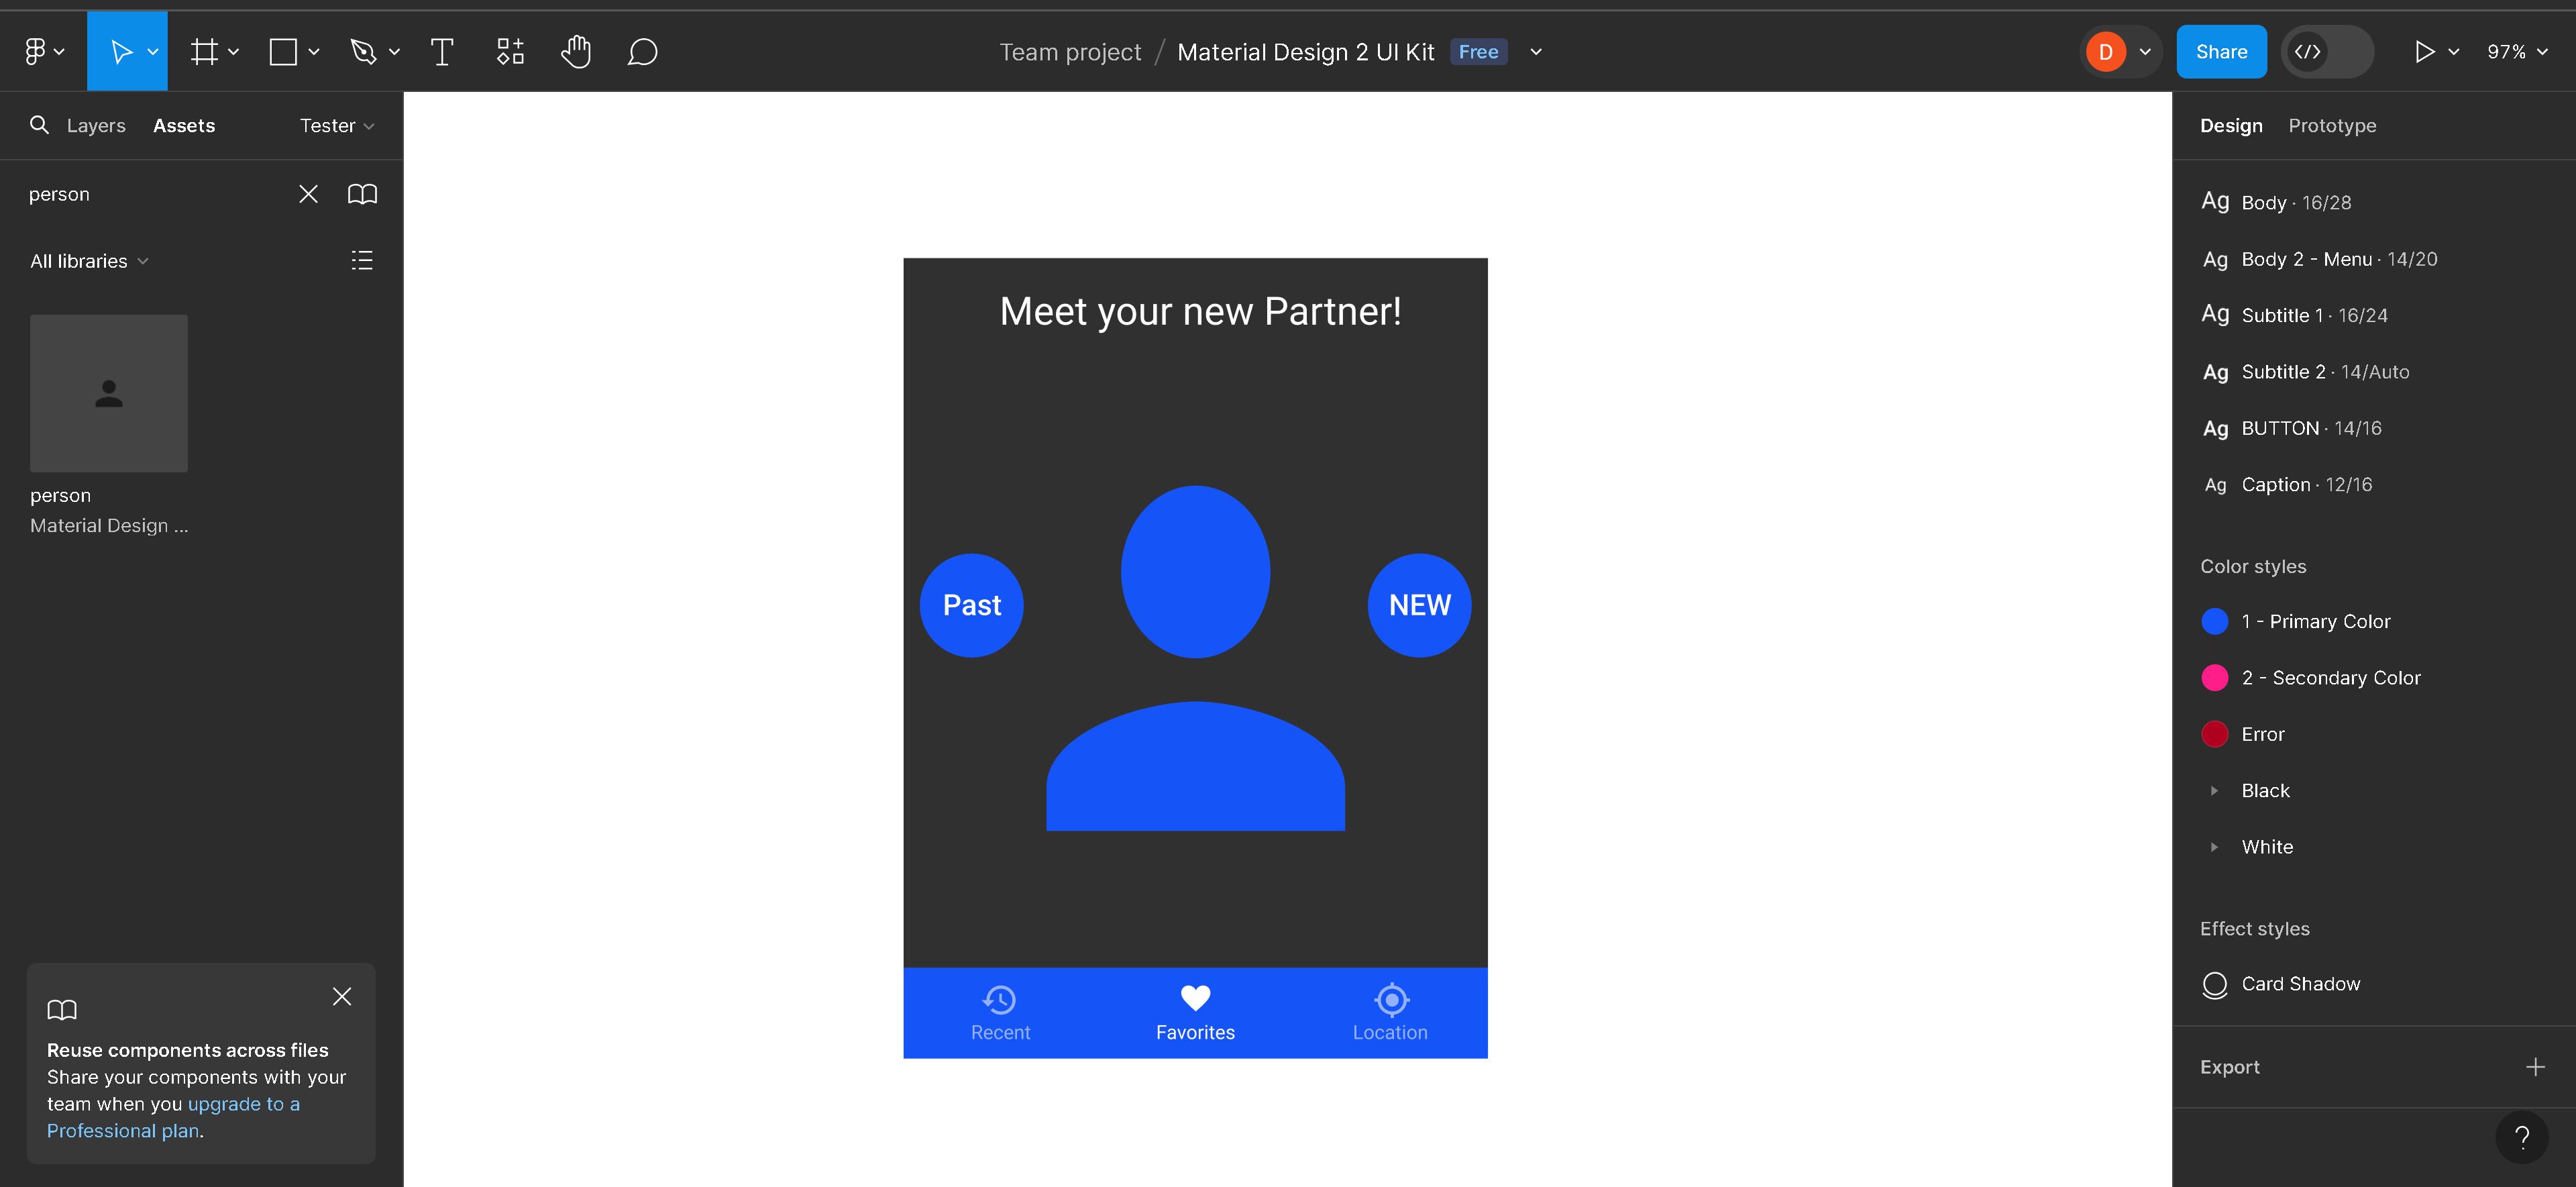 Team project / Material Design 2 UI Kit Free
D
Share
97%
Layers Assets Tester
person
All libraries
person
Material Design ...
Reuse components across files
Share your components with your
team when you upgrade to a
Professional plan.
Meet your new Partner!
Past
NEW
Recent
Favorites
Location
Design Prototype
Ag Body · 16/28
Ag Body 2 - Menu · 14/20
Ag Subtitle 1 · 16/24
Ag Subtitle 2 · 14/Auto
Ag BUTTON · 14/16
Ag Caption · 12/16
Color styles
1 - Primary Color
2 - Secondary Color
Error
Black
White
Effect styles
Card Shadow
Export
?